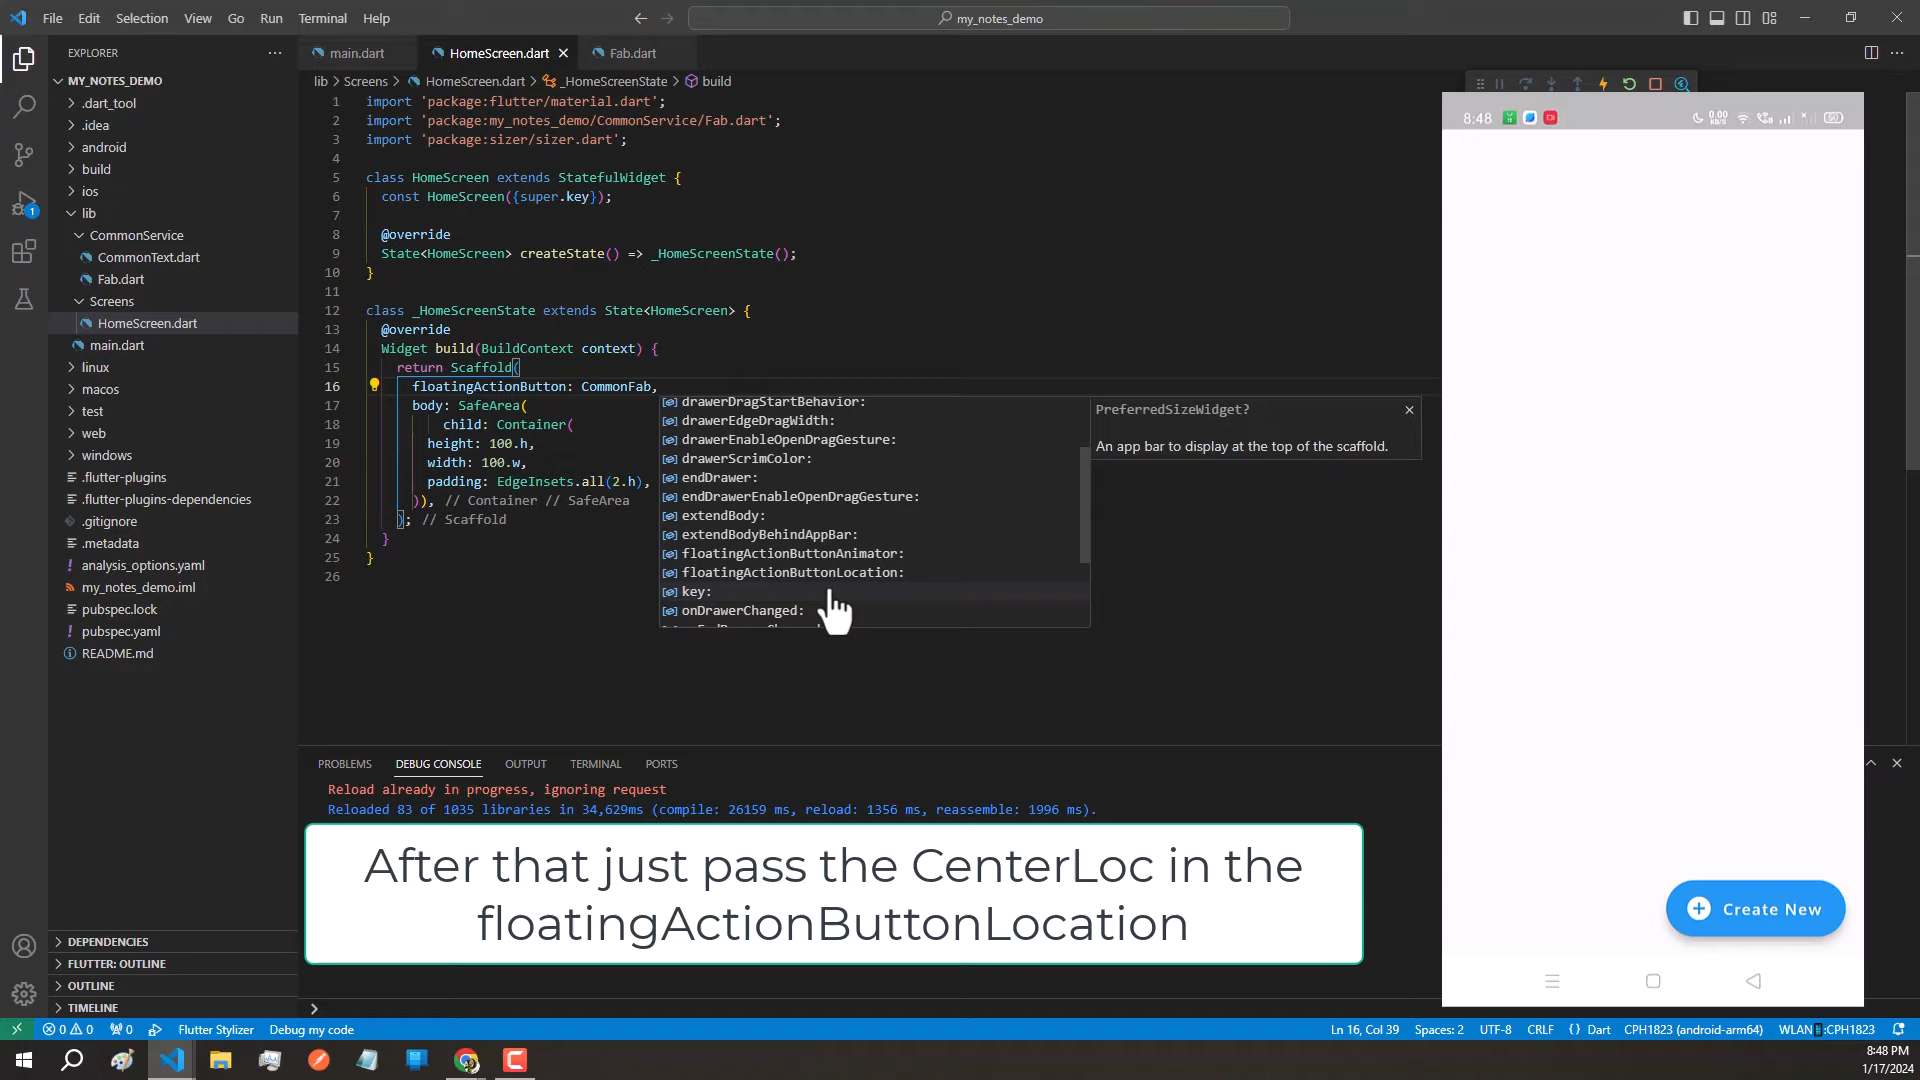 File Edit Selection View Go Run Terminal Help
my_notes_demo
EXPLORER
MY_NOTES_DEMO
.dart_tool
.idea
android
build
ios
lib
CommonService
CommonText.dart
Fab.dart
Screens
HomeScreen.dart
main.dart
linux
macos
test
web
windows
.flutter-plugins
.flutter-plugins-dependencies
.gitignore
.metadata
analysis_options.yaml
my_notes_demo.iml
pubspec.lock
pubspec.yaml
README.md
DEPENDENCIES
FLUTTER: OUTLINE
OUTLINE
TIMELINE
main.dart HomeScreen.dart Fab.dart
lib > Screens > HomeScreen.dart > _HomeScreenState > build
1 import 'package:flutter/material.dart';
2 import 'package:my_notes_demo/CommonService/Fab.dart';
3 import 'package:sizer/sizer.dart';
4
5 class HomeScreen extends StatefulWidget {
6 const HomeScreen({super.key});
7
8 @override
9 State<HomeScreen> createState() => _HomeScreenState();
10 }
11
12 class _HomeScreenState extends State<HomeScreen> {
13 @override
14 Widget build(BuildContext context) {
15 return Scaffold(
16 floatingActionButton: CommonFab,
17 body: SafeArea(
18 child: Container(
19 height: 100.h,
20 width: 100.w,
21 padding: EdgeInsets.all(2.h),
22 )), // Container // SafeArea
23 ); // Scaffold
24 }
25 }
26
drawerDragStartBehavior:
drawerEdgeDragWidth:
drawerEnableOpenDragGesture:
drawerScrimColor:
endDrawer:
endDrawerEnableOpenDragGesture:
extendBody:
extendBodyBehindAppBar:
floatingActionButtonAnimator:
floatingActionButtonLocation:
key:
onDrawerChanged:
PreferredSizeWidget?
An app bar to display at the top of the scaffold.
PROBLEMS DEBUG CONSOLE OUTPUT TERMINAL PORTS
Reload already in progress, ignoring request
Reloaded 83 of 1035 libraries in 34,629ms (compile: 26159 ms, reload: 1356 ms, reassemble: 1996 ms).
After that just pass the CenterLoc in the
floatingActionButtonLocation
8:48
0.00
KB/S
Create New
0 0 0 Flutter Stylizer Debug my code
Ln 16, Col 39 Spaces: 2 UTF-8 CRLF {} Dart CPH1823 (android-arm64) WLAN :CPH1823
8:48 PM
1/17/2024